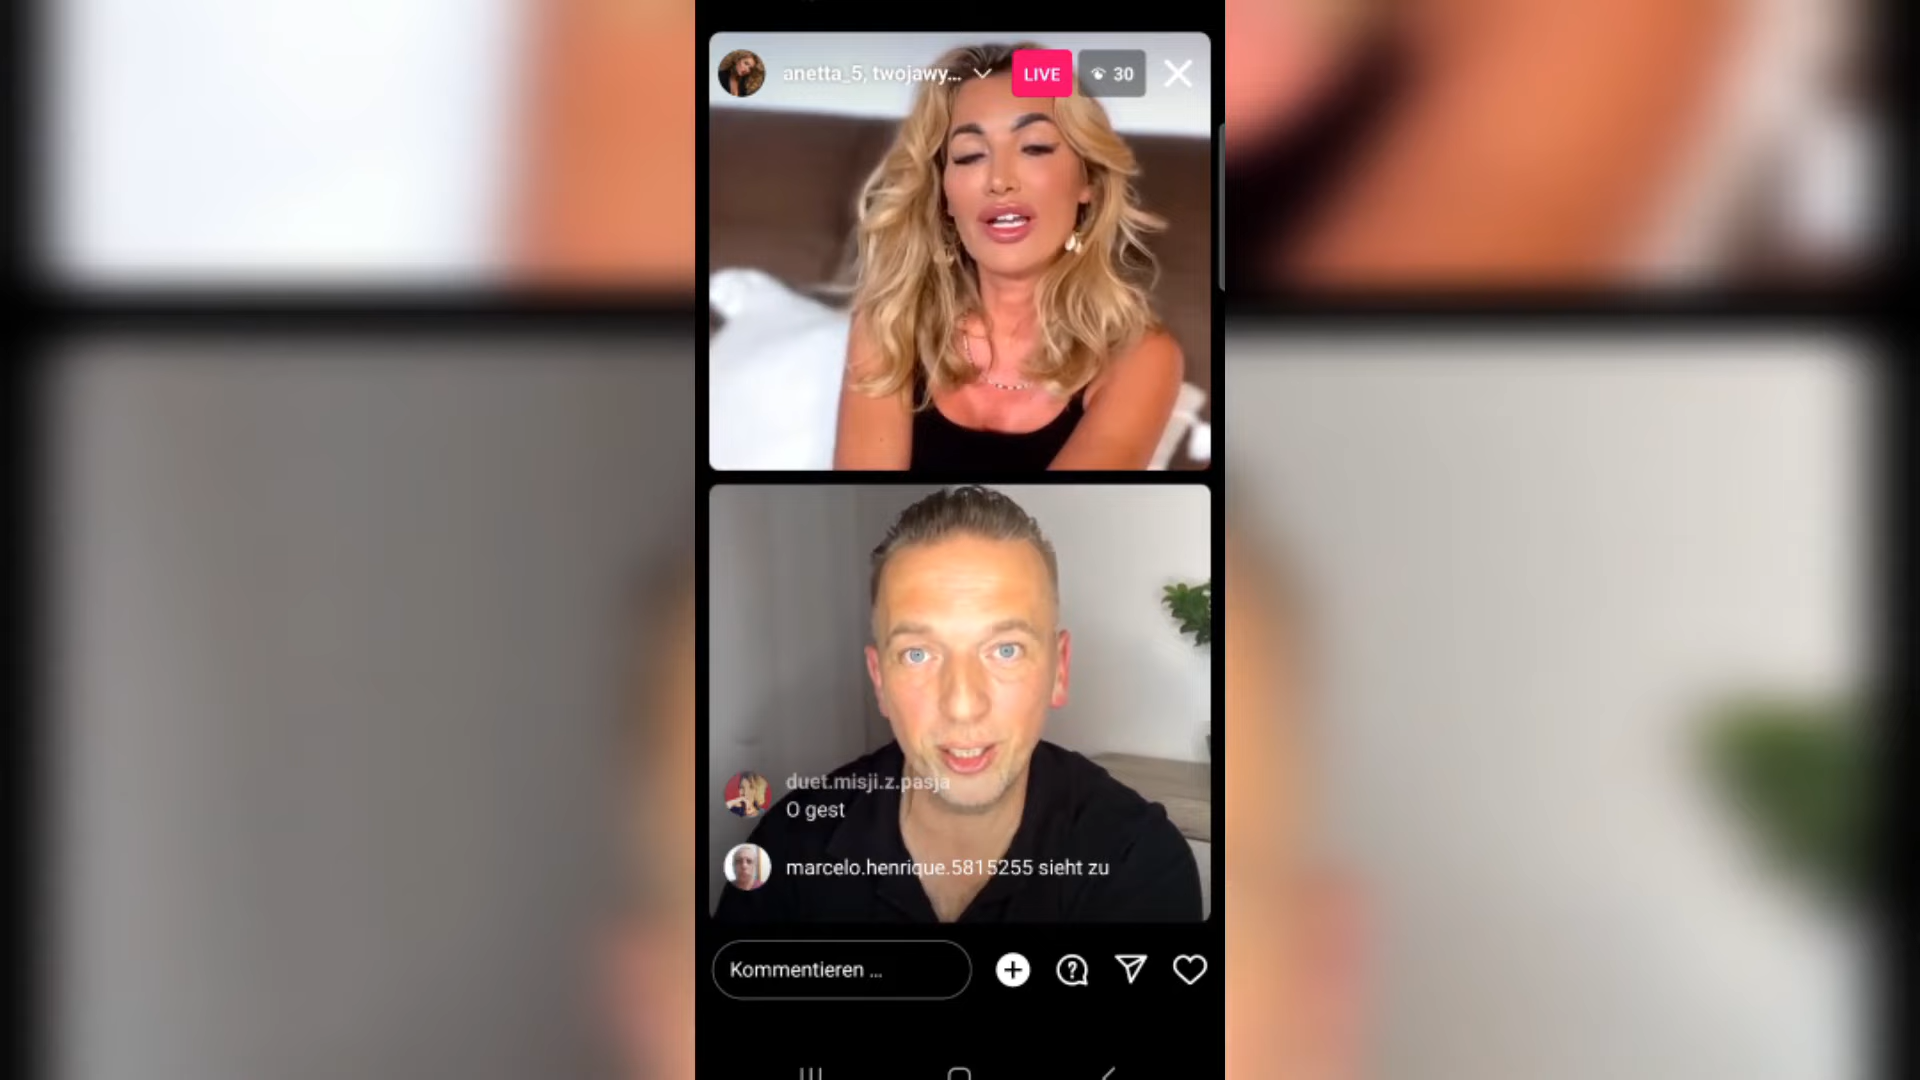 anetta_5, twojawy...
LIVE
30
duet.misji.z.pasja
O gest
marcelo.henrique.5815255 sieht zu
Kommentieren ...